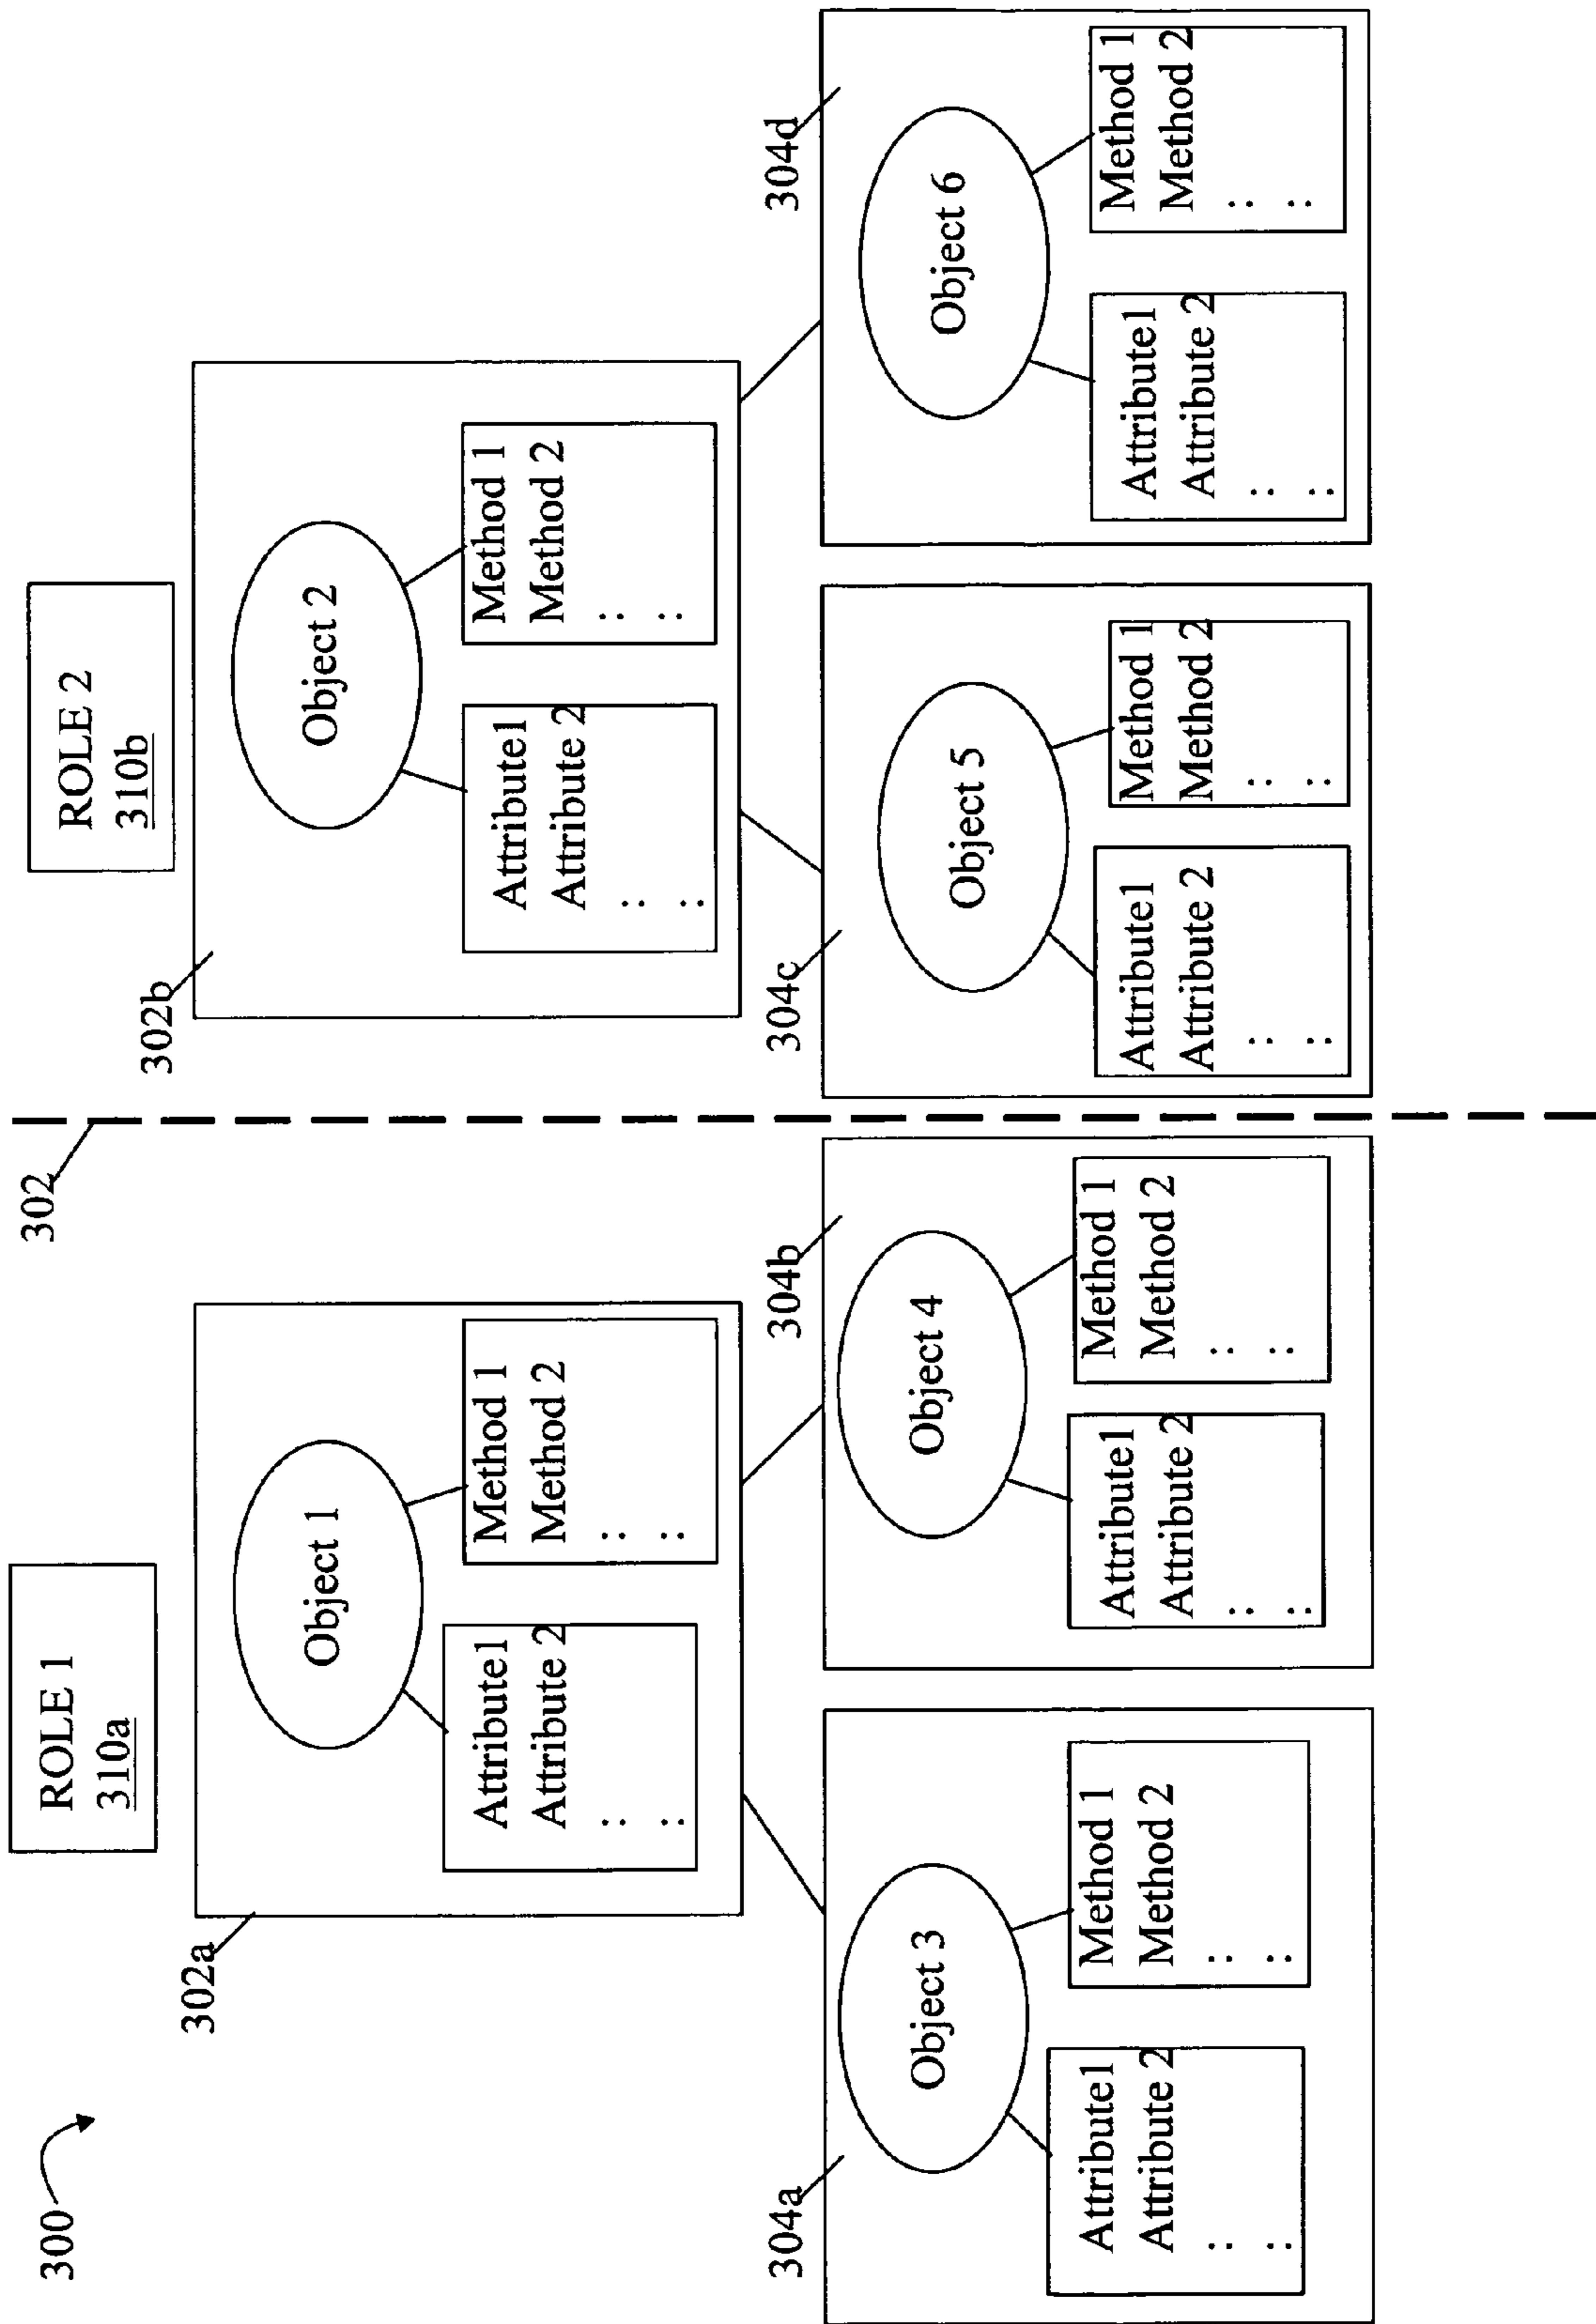 300
ROLE 1
310a
302
ROLE 2
310b
302a
Object 1
Attribute1
Attribute 2
:
:
Method 1
Method 2
:
:
302b
Object 2
Attribute1
Attribute 2
:
:
Method 1
Method 2
:
:
304a
Object 3
Attribute1
Attribute 2
:
:
Method 1
Method 2
:
:
304b
Object 4
Attribute1
Attribute 2
:
:
Method 1
Method 2
:
:
304c
Object 5
Attribute1
Attribute 2
:
:
Method 1
Method 2
:
:
304d
Object 6
Attribute1
Attribute 2
:
:
Method 1
Method 2
:
: